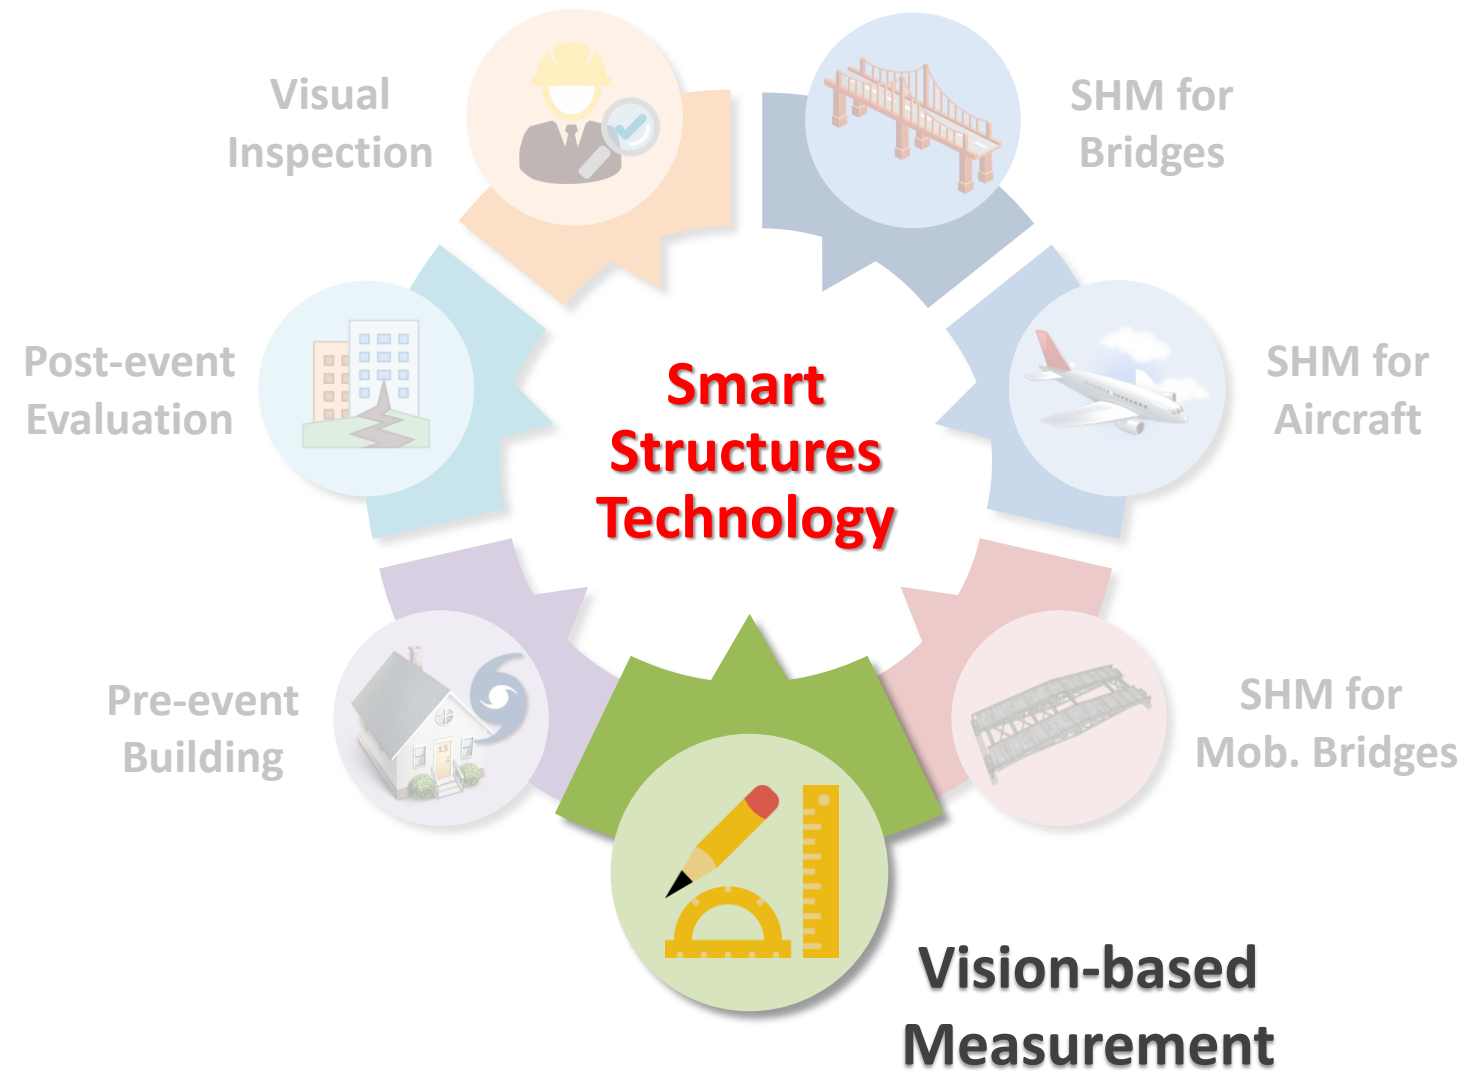 Visual
Inspection
SHM for
Bridges
Post-event
Evaluation
Smart
Structures
Technology
SHM for
Aircraft
Pre-event
Building
13
SHM for
Mob. Bridges
Vision-based
Measurement